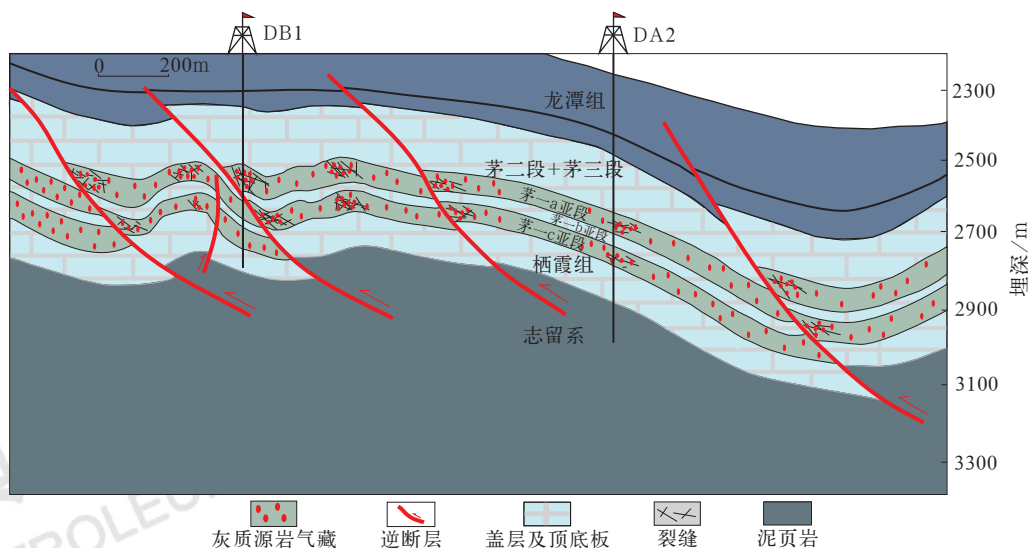 DB1
DA2
0 200m
龙潭组
茅二段+茅三段
茅一a亚段
茅一b亚段
茅一c亚段
栖霞组
志留系
2300
2500
2700
2900
3100
3300
埋深/m
灰质源岩气藏
逆断层
盖层及顶底板
裂缝
泥页岩
TROLEU